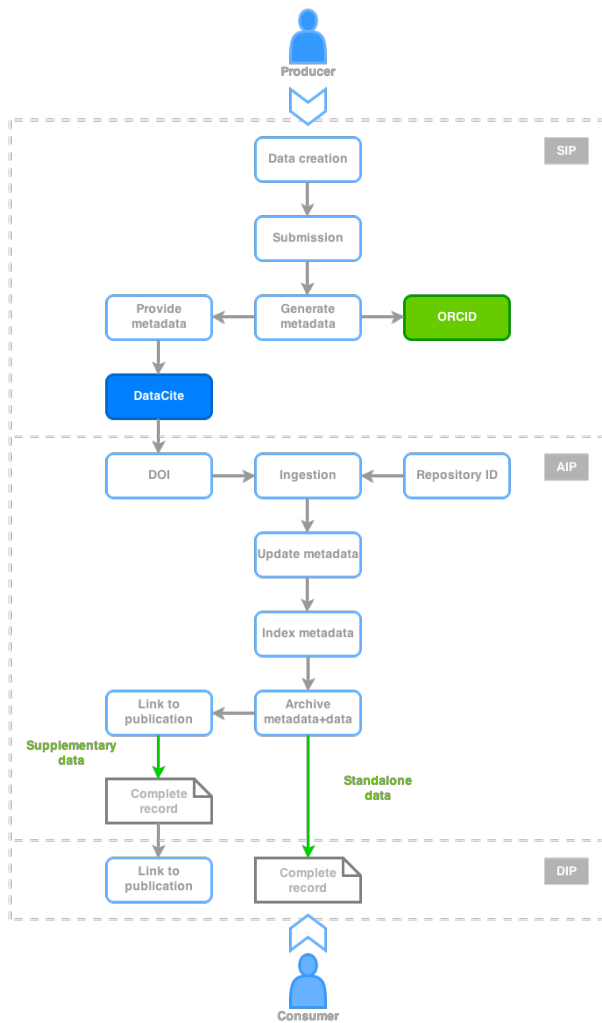 Producer
SIP
Data creation
Submission
Provide
metadata
Generate
metadata
ORCID
DataCite
AIP
DOI
Ingestion
Repository ID
Update metadata
Index metadata
Link to
publication
Archive
metadata+data
Supplementary
data
Standalone
data
Complete
record
Link to
publication
Complete
record
DIP
Consumer